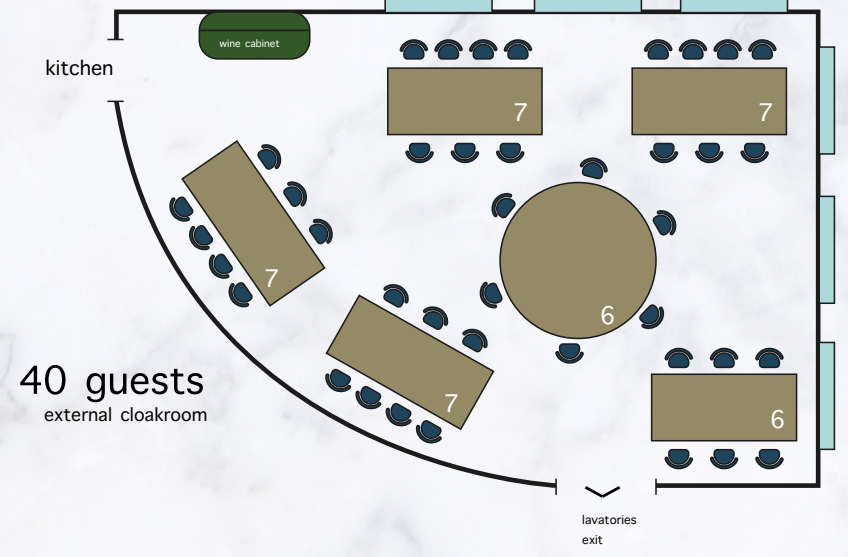 wine cabinet
kitchen
7
7
7
6
7
6
40 guests
external cloakroom
lavatories
exit